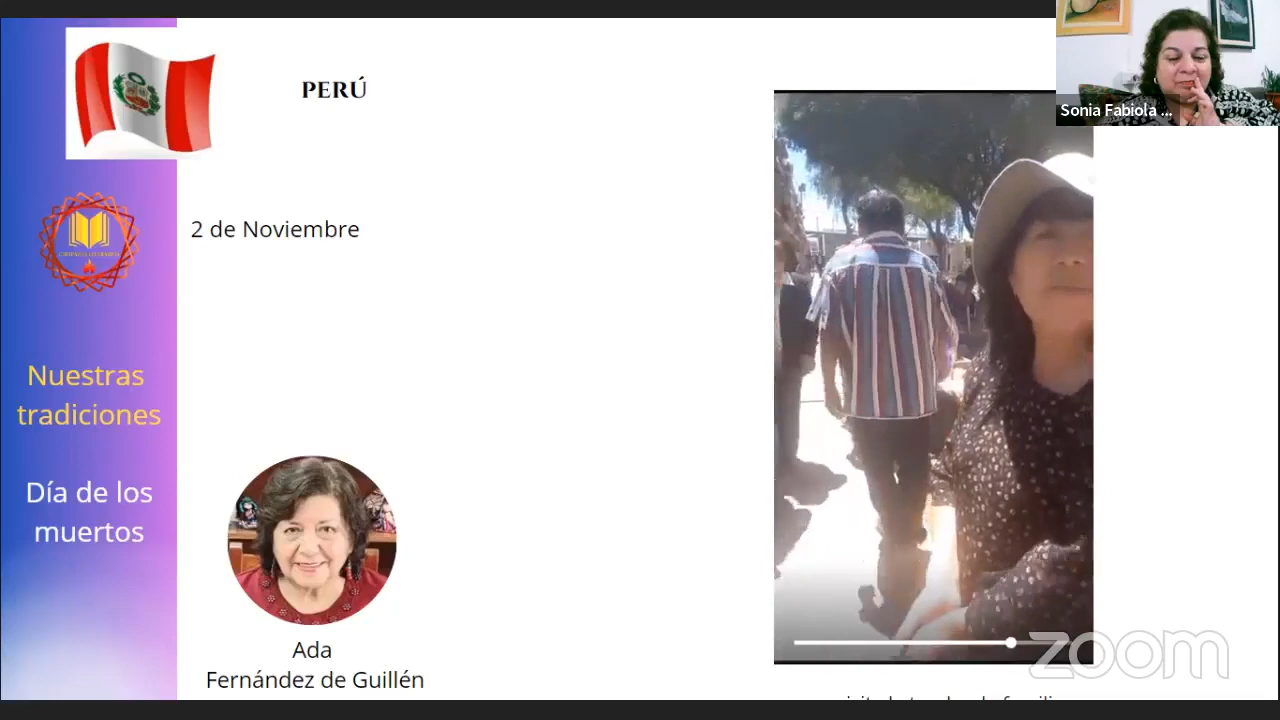 PERÚ
Sonia Fabiola ...
2 de Noviembre
Nuestras
tradiciones
Día de los
muertos
Ada
Fernández de Guillén
zoom